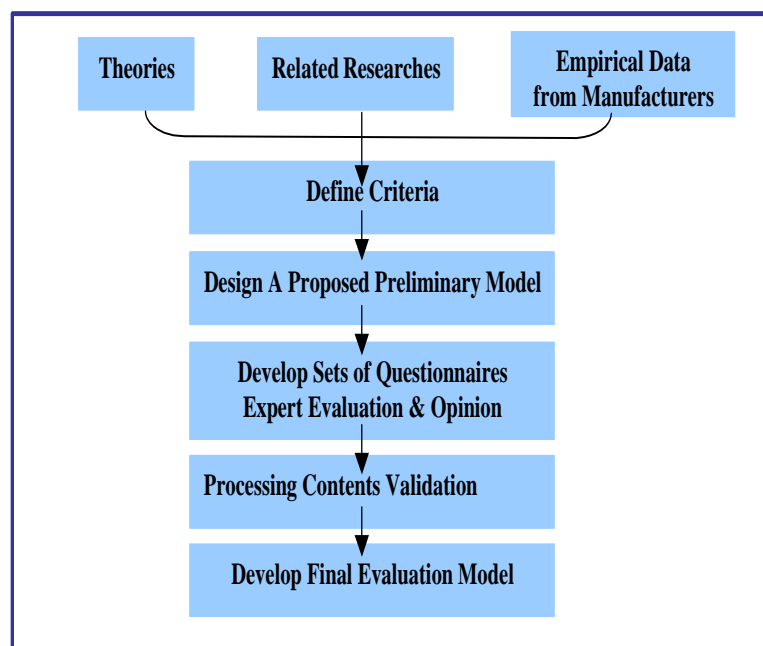 Theories
Related Researches
Empirical Data
from Manufacturers
Define Criteria
Design A Proposed Preliminary Model
Develop Sets of Questionnaires
Expert Evaluation & Opinion
Processing Contents Validation
Develop Final Evaluation Model